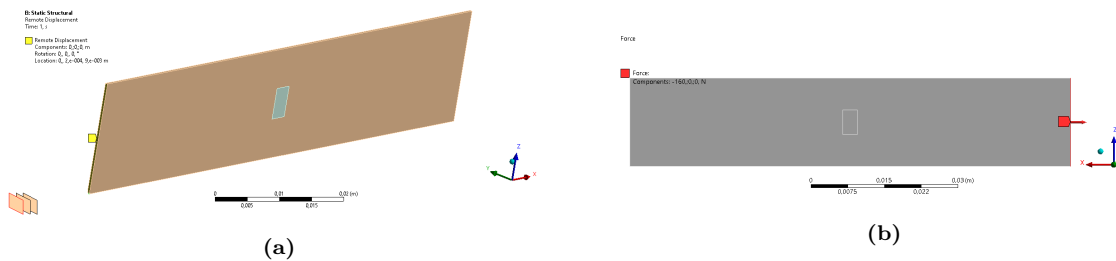 B: Static Structural
Remote Displacement
Time: 1, s
Remote Displacement
Components: 0,;0,;0, m
Rotation: 0,, 0,, 0, °
Location: 0,, 2,e-004, 9,e-003 m
Z
Y
X
0
0,01
0,02 (m)
0,005
0,015
(a)
Force
Force:
Components: -160,;0,;0, N
Z
X
0
0,015
0,03 (m)
0,0075
0,022
(b)